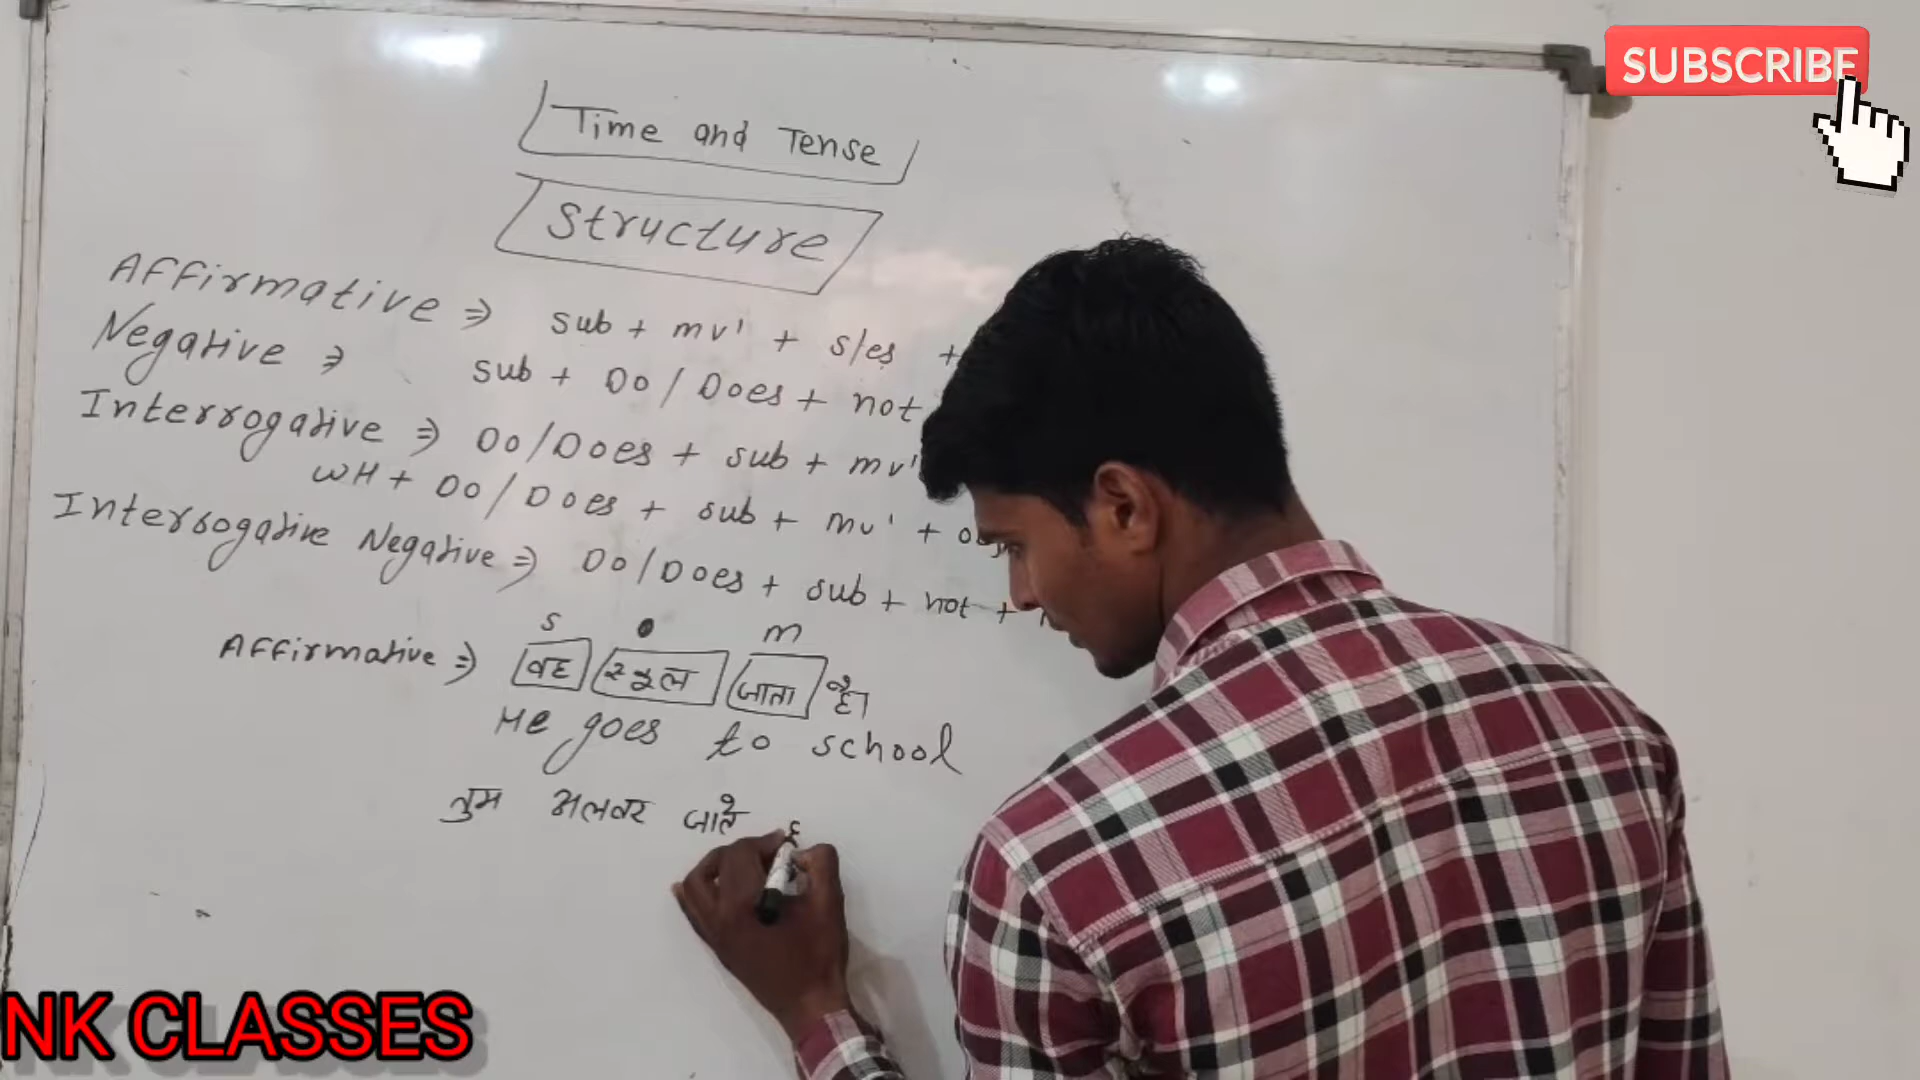 SUBSCRIBE
Time and Tense
Structure
Affirmative ⇒ sub + mv' + s/es +
Negative ⇒ sub + Do / Does + not
Interrogative ⇒ Do/Does + sub + mv'
WH + Do / Does + sub + mv' +
Interrogative Negative ⇒ Do/Does + sub + not +
S O M
Affirmative ⇒ वह स्कूल जाता है।
He goes to school
तुम अलवर जाते
NK CLASSES